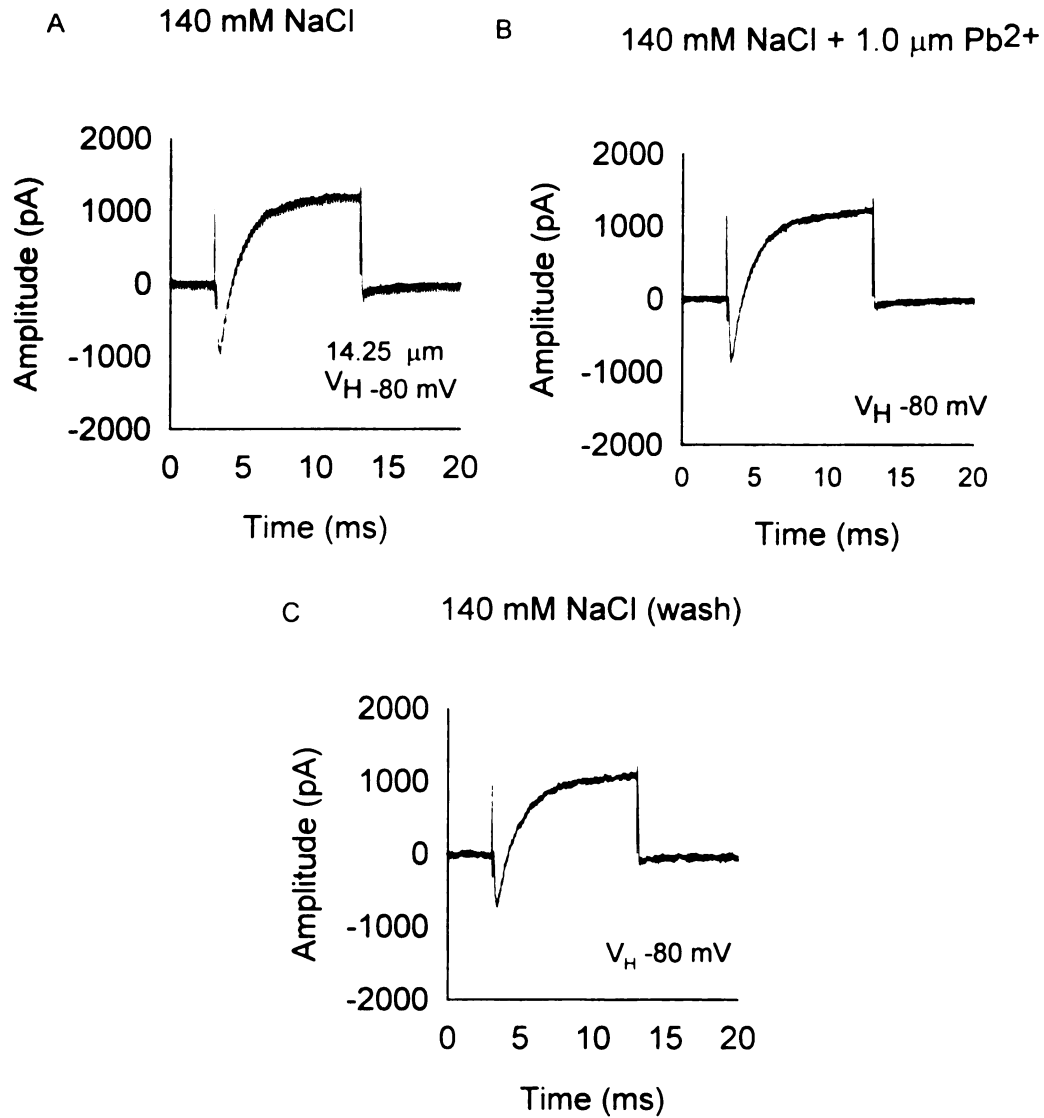 A 140 mM NaCl
2000
1000
0
-1000
-2000
Amplitude (pA)
14.25 μm
VH -80 mV
0 5 10 15 20
Time (ms)
B 140 mM NaCl + 1.0 μm Pb2+
2000
1000
0
-1000
-2000
Amplitude (pA)
VH -80 mV
0 5 10 15 20
Time (ms)
C 140 mM NaCl (wash)
2000
1000
0
-1000
-2000
Amplitude (pA)
VH -80 mV
0 5 10 15 20
Time (ms)